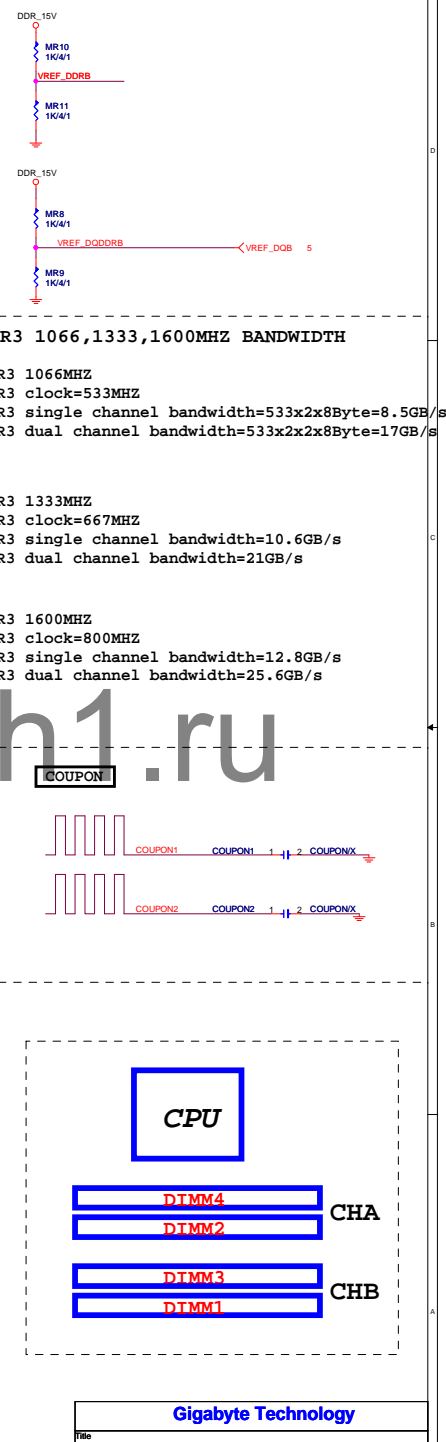 DDR_15V
MR10
1K/4/1
VREF_DDRB
MR11
1K/4/1
DDR_15V
MR8
1K/4/1
VREF_DQDDRB
VREF_DQB 5
MR9
1K/4/1
D
R3 1066,1333,1600MHZ BANDWIDTH
R3 1066MHZ
R3 clock=533MHZ
R3 single channel bandwidth=533x2x8Byte=8.5GB/s
R3 dual channel bandwidth=533x2x2x8Byte=17GB/s
R3 1333MHZ
R3 clock=667MHZ
R3 single channel bandwidth=10.6GB/s
R3 dual channel bandwidth=21GB/s
C
R3 1600MHZ
R3 clock=800MHZ
R3 single channel bandwidth=12.8GB/s
R3 dual channel bandwidth=25.6GB/s
h1.ru
COUPON
COUPON1 COUPON1 1 2 COUPON/X
COUPON2 COUPON2 1 2 COUPON/X
B
CPU
DIMM4
DIMM2
CHA
DIMM3
DIMM1
CHB
A
Gigabyte Technology
Title